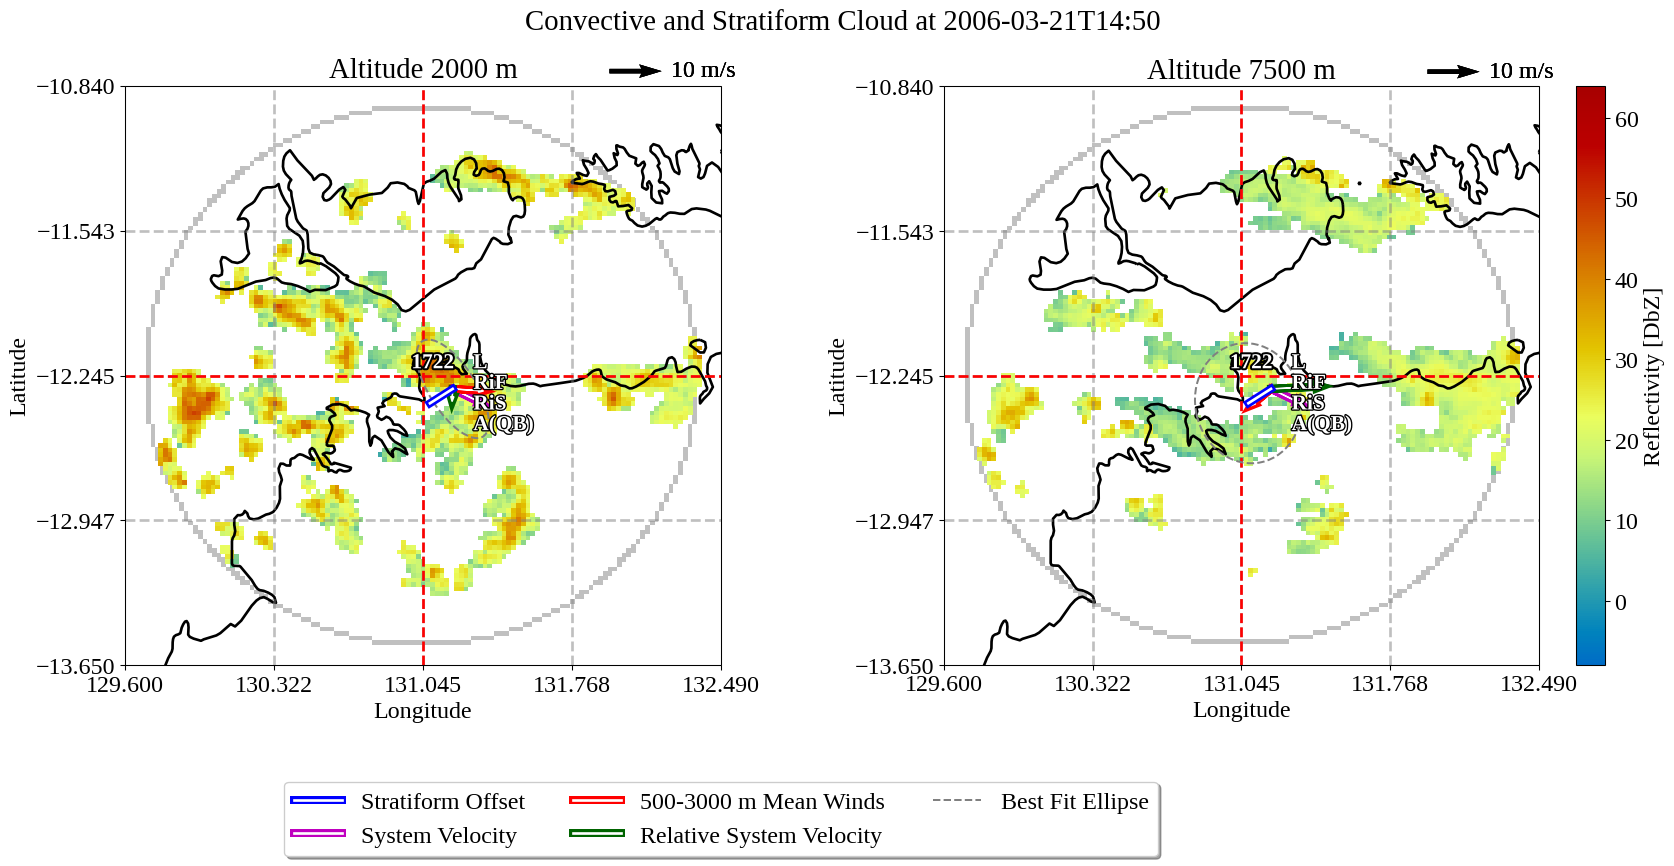 Convective and Stratiform Cloud at 2006-03-21T14:50
Altitude 2000 m
10 m/s
−10.840
−11.543
−12.245
−12.947
−13.650
129.600
130.322
131.045
131.768
132.490
Latitude
Longitude
1722
L
RiF
RiS
A(QB)
Altitude 7500 m
10 m/s
−10.840
−11.543
−12.245
−12.947
−13.650
129.600
130.322
131.045
131.768
132.490
Latitude
Longitude
1722
L
RiF
RiS
A(QB)
60
50
40
30
20
10
0
Reflectivity [DbZ]
Stratiform Offset
System Velocity
500-3000 m Mean Winds
Relative System Velocity
Best Fit Ellipse